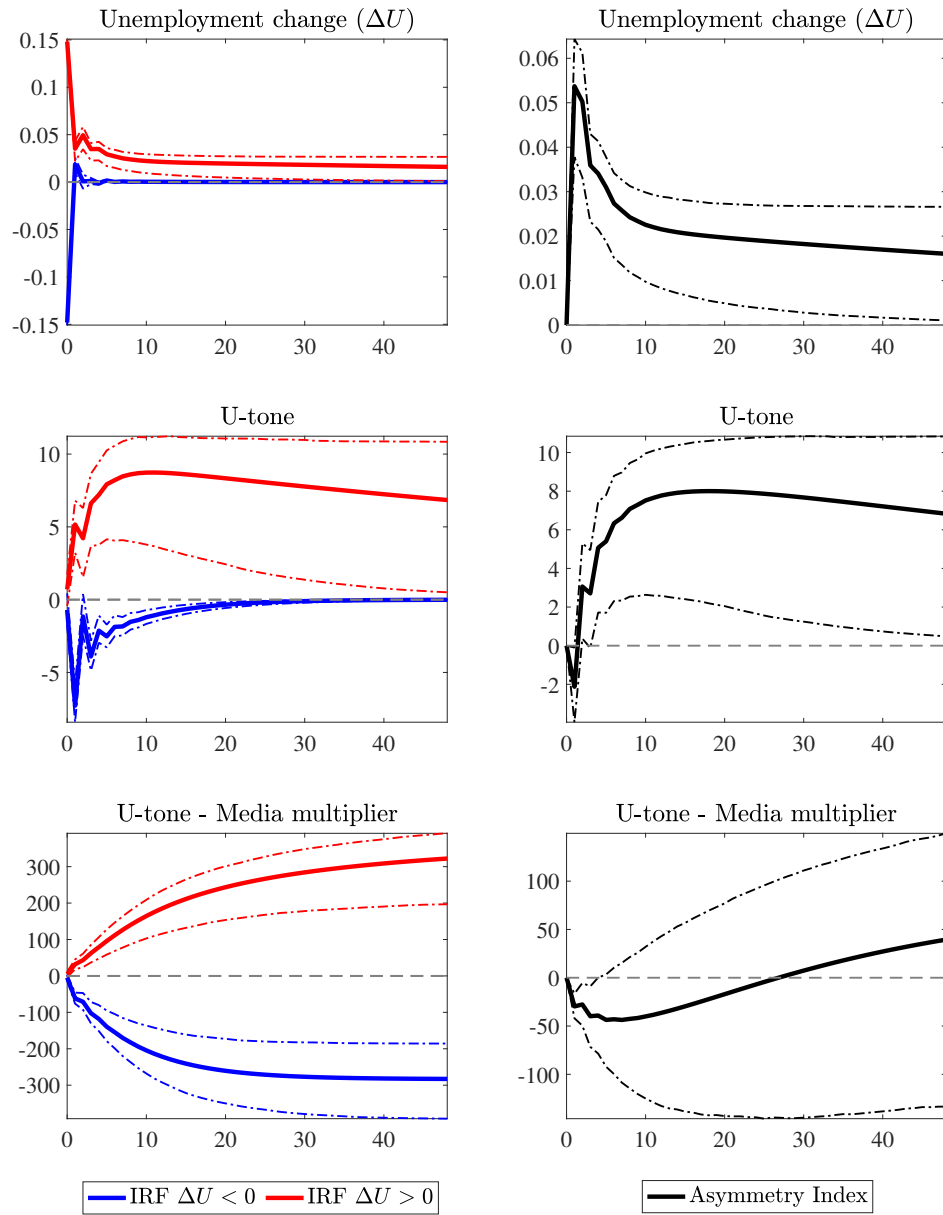 Unemployment change (ΔU)
0.15
0.1
0.05
0
-0.05
-0.1
-0.15
0 10 20 30 40
0.06
0.05
0.04
0.03
0.02
0.01
0
0 10 20 30 40
Unemployment change (ΔU)
U-tone
10
5
0
-5
0 10 20 30 40
U-tone
10
8
6
4
2
0
-2
0 10 20 30 40
U-tone - Media multiplier
300
200
100
0
-100
-200
-300
0 10 20 30 40
U-tone - Media multiplier
100
50
0
-50
-100
0 10 20 30 40
IRF ΔU < 0 IRF ΔU > 0
Asymmetry Index